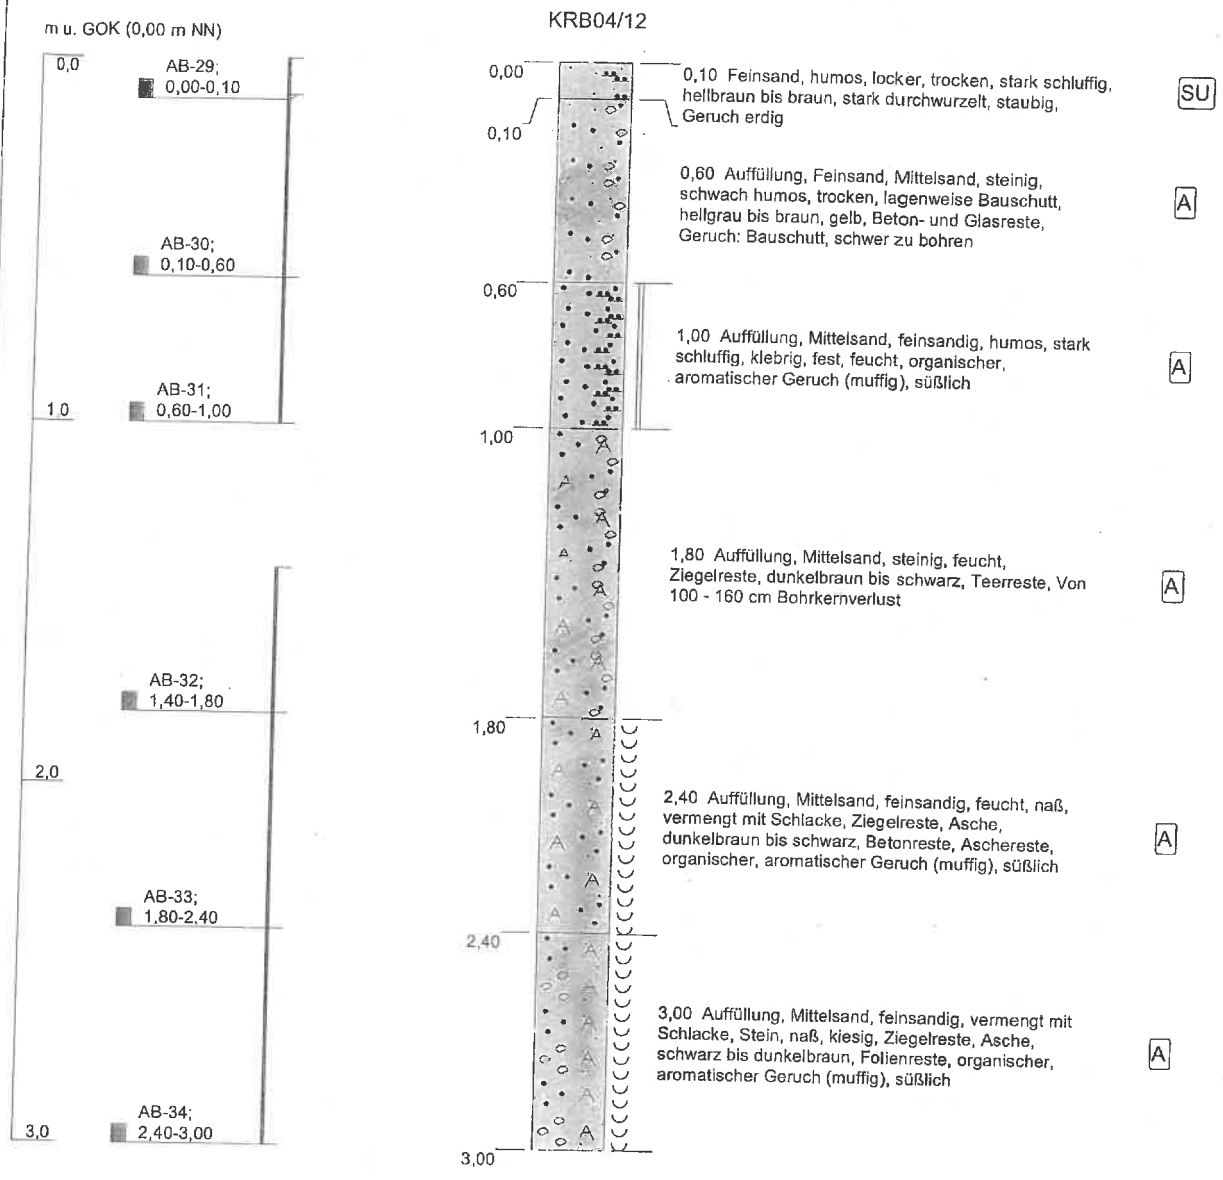 KRB04/12
m u. GOK (0,00 m NN)
0,0
AB-29;
0,00-0,10
AB-30;
0,10-0,60
AB-31;
0,60-1,00
1,0
AB-32;
1,40-1,80
2,0
AB-33;
1,80-2,40
AB-34;
2,40-3,00
3,0
0,00
0,10
0,60
1,00
1,80
2,40
3,00
0,10 Feinsand, humos, locker, trocken, stark schluffig,
hellbraun bis braun, stark durchwurzelt, staubig,
Geruch erdig
SU
0,60 Auffüllung, Feinsand, Mittelsand, steinig,
schwach humos, trocken, lagenweise Bauschutt,
hellgrau bis braun, gelb, Beton- und Glasreste,
Geruch: Bauschutt, schwer zu bohren
A
1,00 Auffüllung, Mittelsand, feinsandig, humos, stark
schluffig, klebrig, fest, feucht, organischer,
aromatischer Geruch (muffig), süßlich
A
1,80 Auffüllung, Mittelsand, steinig, feucht,
Ziegelreste, dunkelbraun bis schwarz, Teerreste, Von
100 - 160 cm Bohrkernverlust
A
2,40 Auffüllung, Mittelsand, feinsandig, feucht, naß,
vermengt mit Schlacke, Ziegelreste, Asche,
dunkelbraun bis schwarz, Betonreste, Aschereste,
organischer, aromatischer Geruch (muffig), süßlich
A
3,00 Auffüllung, Mittelsand, feinsandig, vermengt mit
Schlacke, Stein, naß, kiesig, Ziegelreste, Asche,
schwarz bis dunkelbraun, Folienreste, organischer,
aromatischer Geruch (muffig), süßlich
A